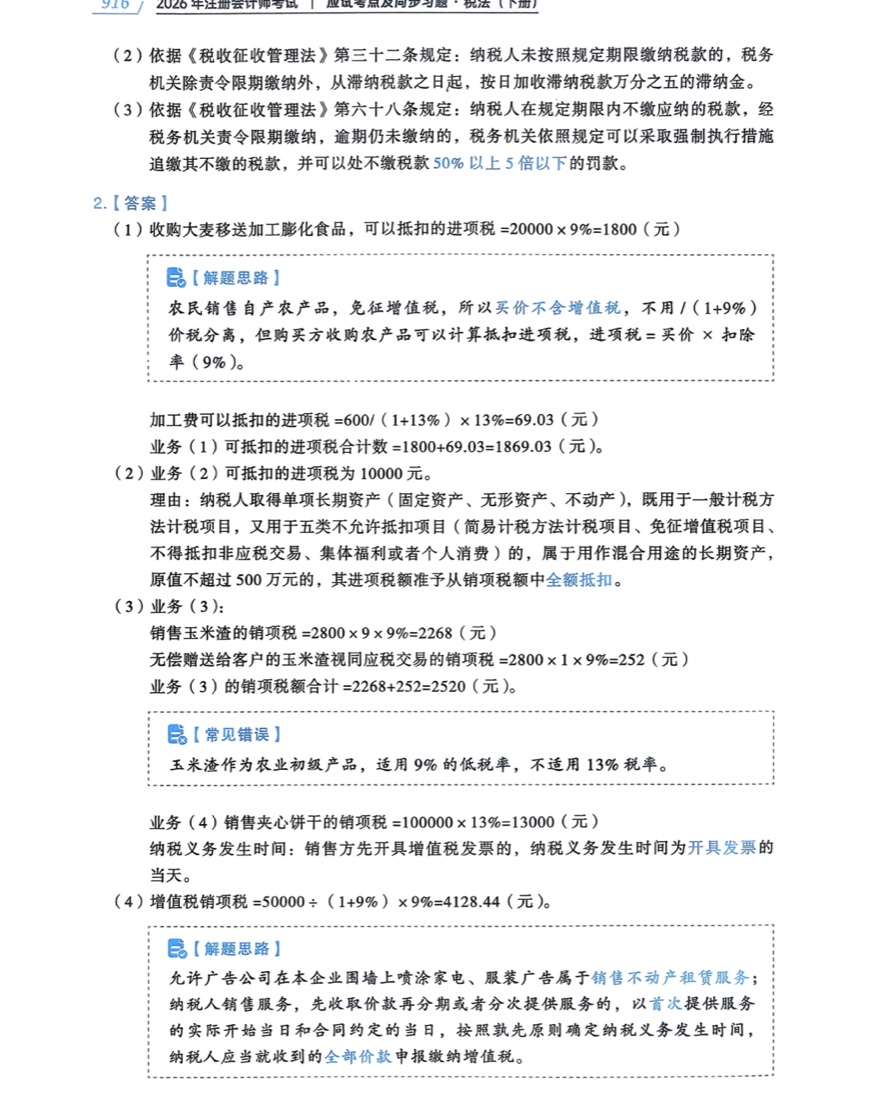 916 / 2026 年注册会计师考试 | 应试考点及同步习题·税法（下册）
（2）依据《税收征收管理法》第三十二条规定：纳税人未按照规定期限缴纳税款的，税务
机关除责令限期缴纳外，从滞纳税款之日起，按日加收滞纳税款万分之五的滞纳金。
（3）依据《税收征收管理法》第六十八条规定：纳税人在规定期限内不缴应纳的税款，经
税务机关责令限期缴纳，逾期仍未缴纳的，税务机关依照规定可以采取强制执行措施
追缴其不缴的税款，并可以处不缴税款 50% 以上 5 倍以下的罚款。
2.【答案】
（1）收购大麦移送加工膨化食品，可以抵扣的进项税 =20000×9%=1800（元）
【解题思路】
农民销售自产农产品，免征增值税，所以买价不含增值税，不用 /（1+9%）
价税分离，但购买方收购农产品可以计算抵扣进项税，进项税 = 买价 × 扣除
率（9%）。
加工费可以抵扣的进项税 =600/（1+13%）×13%=69.03（元）
业务（1）可抵扣的进项税合计数 =1800+69.03=1869.03（元）。
（2）业务（2）可抵扣的进项税为 10000 元。
理由：纳税人取得单项长期资产（固定资产、无形资产、不动产），既用于一般计税方
法计税项目，又用于五类不允许抵扣项目（简易计税方法计税项目、免征增值税项目、
不得抵扣非应税交易、集体福利或者个人消费）的，属于用作混合用途的长期资产，
原值不超过 500 万元的，其进项税额准予从销项税额中全额抵扣。
（3）业务（3）：
销售玉米渣的销项税 =2800×9×9%=2268（元）
无偿赠送给客户的玉米渣视同应税交易的销项税 =2800×1×9%=252（元）
业务（3）的销项税额合计 =2268+252=2520（元）。
【常见错误】
玉米渣作为农业初级产品，适用 9% 的低税率，不适用 13% 税率。
业务（4）销售夹心饼干的销项税 =100000×13%=13000（元）
纳税义务发生时间：销售方先开具增值税发票的，纳税义务发生时间为开具发票的
当天。
（4）增值税销项税 =50000÷（1+9%）×9%=4128.44（元）。
【解题思路】
允许广告公司在本企业围墙上喷涂家电、服装广告属于销售不动产租赁服务；
纳税人销售服务，先收取价款再分期或者分次提供服务的，以首次提供服务
的实际开始当日和合同约定的当日，按照孰先原则确定纳税义务发生时间，
纳税人应当就收到的全部价款申报缴纳增值税。